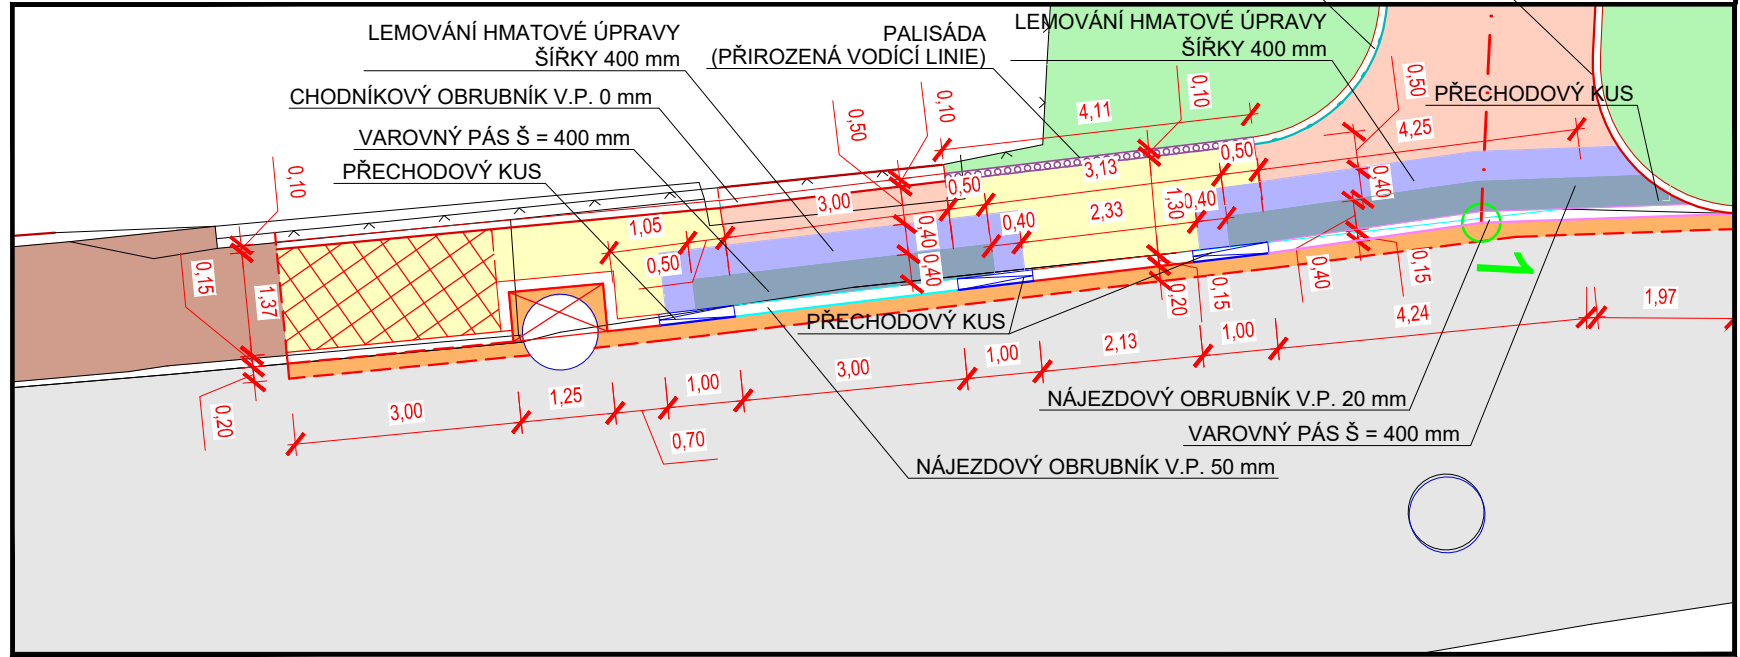 LEMOVÁNÍ HMATOVÉ ÚPRAVY
ŠÍŘKY 400 mm
CHODNÍKOVÝ OBRUBNÍK V.P. 0 mm
VAROVNÝ PÁS Š = 400 mm
PŘECHODOVÝ KUS
PALISÁDA
(PŘIROZENÁ VODÍCÍ LINIE)
LEMOVÁNÍ HMATOVÉ ÚPRAVY
ŠÍŘKY 400 mm
PŘECHODOVÝ KUS
0,10
0,50
0,10
4,11
0,10
0,50
4,25
0,50
3,13
0,50
0,40
3,00
1,05
0,50
0,40
0,40
0,40
2,33
1,30
0,40
0,15
1,37
0,20
0,20
0,15
0,40
0,15
1
PŘECHODOVÝ KUS
3,00
1,25
0,70
1,00
3,00
1,00
2,13
1,00
4,24
1,97
NÁJEZDOVÝ OBRUBNÍK V.P. 20 mm
VAROVNÝ PÁS Š = 400 mm
NÁJEZDOVÝ OBRUBNÍK V.P. 50 mm